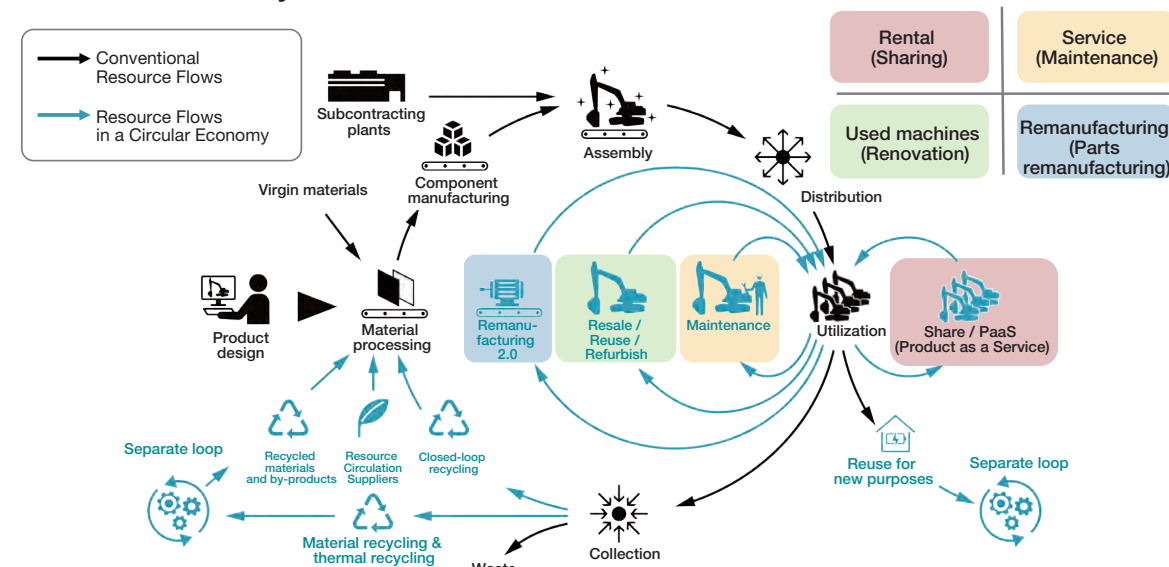 Conventional
Resource Flows
Resource Flows
in a Circular Economy
Rental
(Sharing)
Service
(Maintenance)
Used machines
(Renovation)
Remanufacturing
(Parts
remanufacturing)
Subcontracting
plants
Assembly
Component
manufacturing
Virgin materials
Distribution
Product
design
Material
processing
Remanu-
facturing
2.0
Resale /
Reuse /
Refurbish
Maintenance
Utilization
Share / PaaS
(Product as a Service)
Separate loop
Recycled
materials
and by-products
Resource
Circulation
Suppliers
Closed-loop
recycling
Reuse for
new purposes
Separate loop
Material recycling &
thermal recycling
Collection
Waste